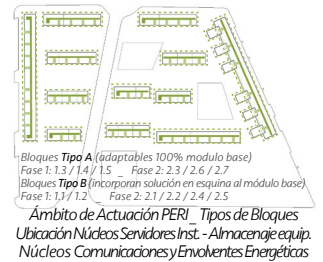 Bloques Tipo A (adaptables 100% modulo base)
Fase 1: 1.3 / 1.4 / 1.5 _ Fase 2: 2.3 / 2.6 / 2.7
Bloques Tipo B (incorporan solución en esquina al módulo base)
Fase 1: 1.1 / 1.2 _ Fase 2: 2.1 / 2.2 / 2.4 / 2.5
Ámbito de Actuación PERI_ Tipos de Bloques
Ubicación Núcleos Servidores Inst. - Almacenaje equip.
Núcleos Comunicaciones y Envolventes Energéticas